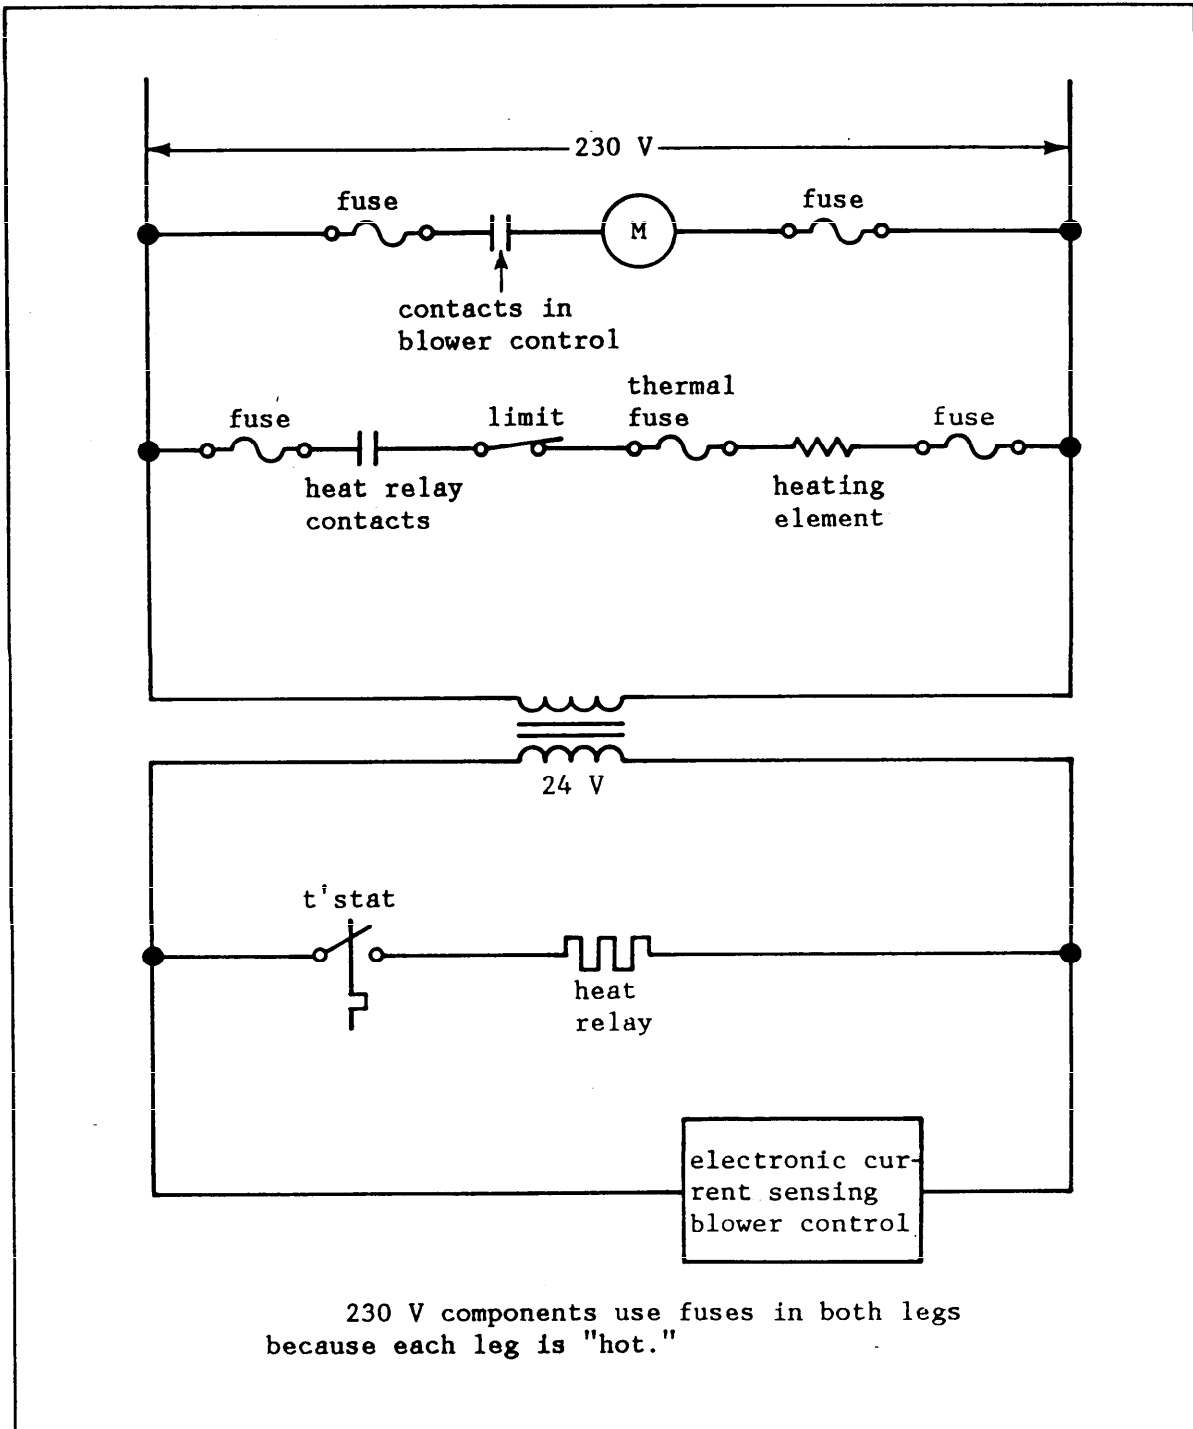 230 V
fuse
fuse
M
contacts in
blower control
fuse
limit
thermal
fuse
fuse
heat relay
contacts
heating
element
24 V
t'stat
heat
relay
electronic cur-
rent sensing
blower control
230 V components use fuses in both legs
because each leg is "hot."